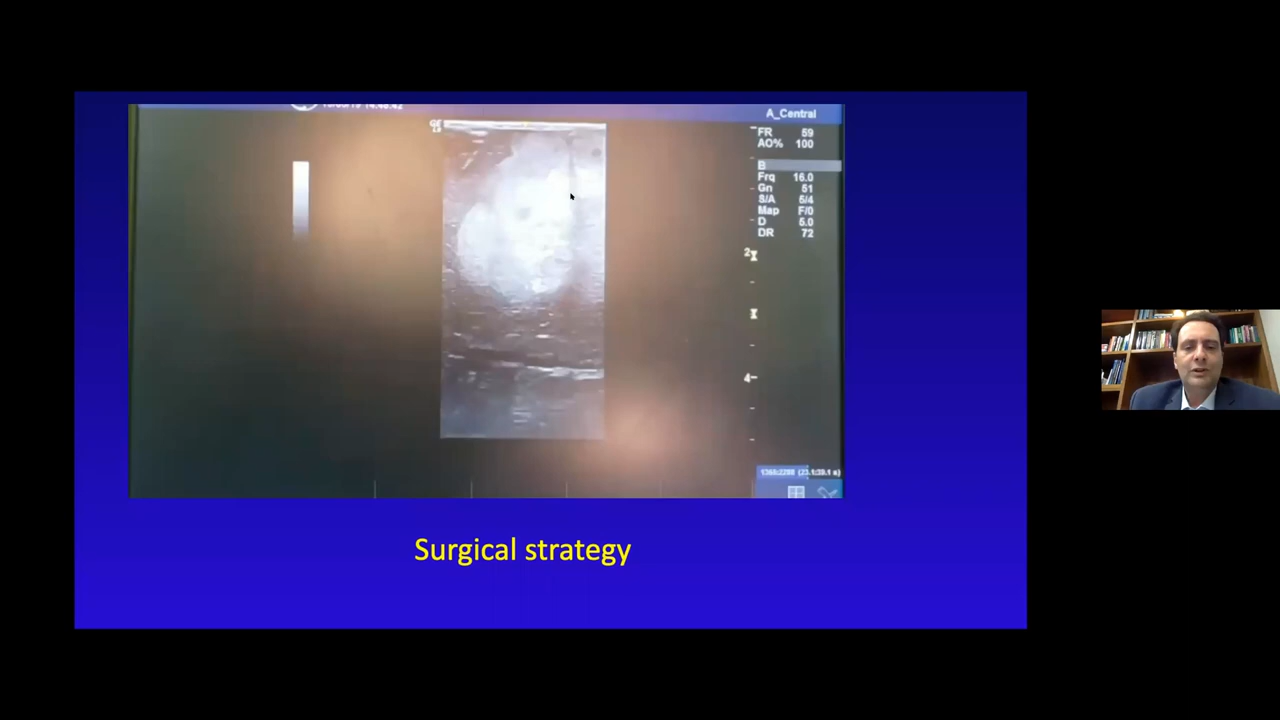 A_Central
FR 59
AO% 100
B
Frq 16.0
Gn 51
S/A 5/4
Map F/0
D 5.0
DR 72
2
4
Surgical strategy